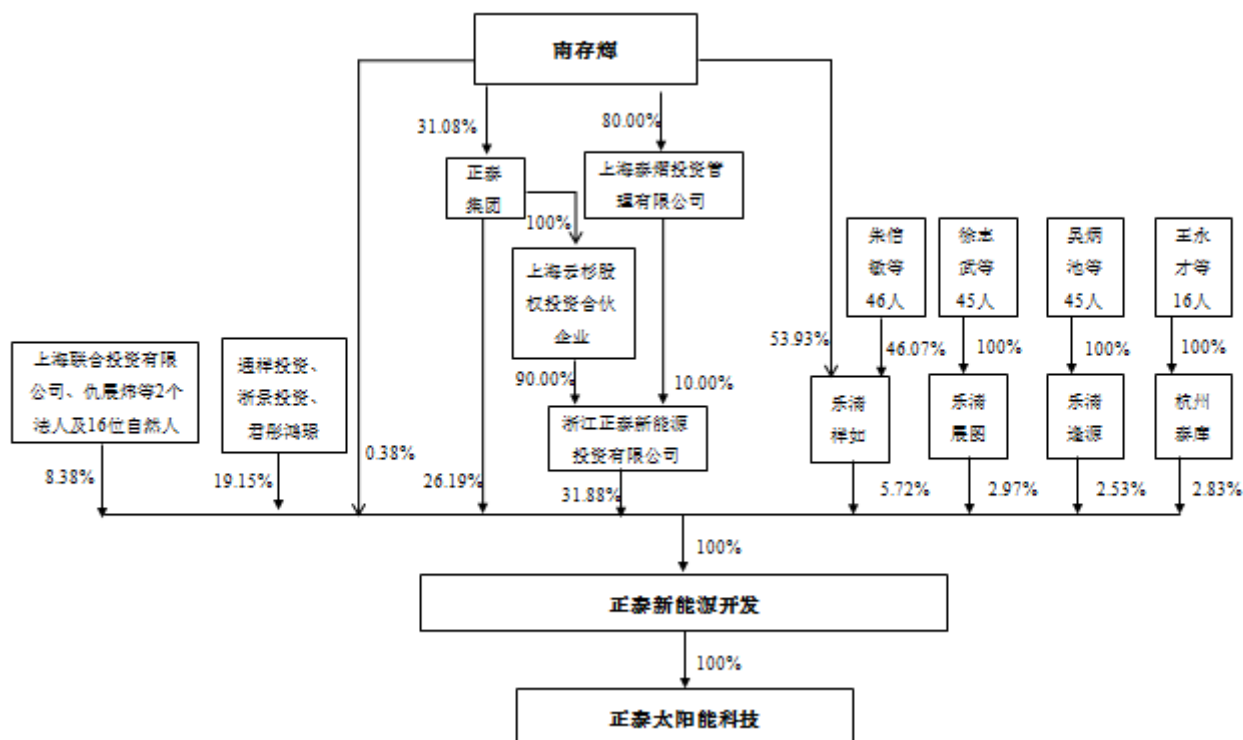 南存辉
31.08%
80.00%
正泰
集团
上海泰熠投资管
理有限公司
100%
朱信
敏等
46人
徐志
武等
45人
吴炳
池等
45人
王永
才等
16人
上海云杉股
权投资合伙
企业
53.93%
46.07%
100%
100%
100%
上海联合投资有限
公司、仇展炜等2个
法人及16位自然人
通祥投资、
浙景投资、
君彤鸿璟
90.00%
10.00%
浙江正泰新能源
投资有限公司
乐清
祥如
乐清
展图
乐清
逢源
杭州
泰库
8.38%
19.15%
0.38%
26.19%
31.88%
5.72%
2.97%
2.53%
2.83%
100%
正泰新能源开发
100%
正泰太阳能科技